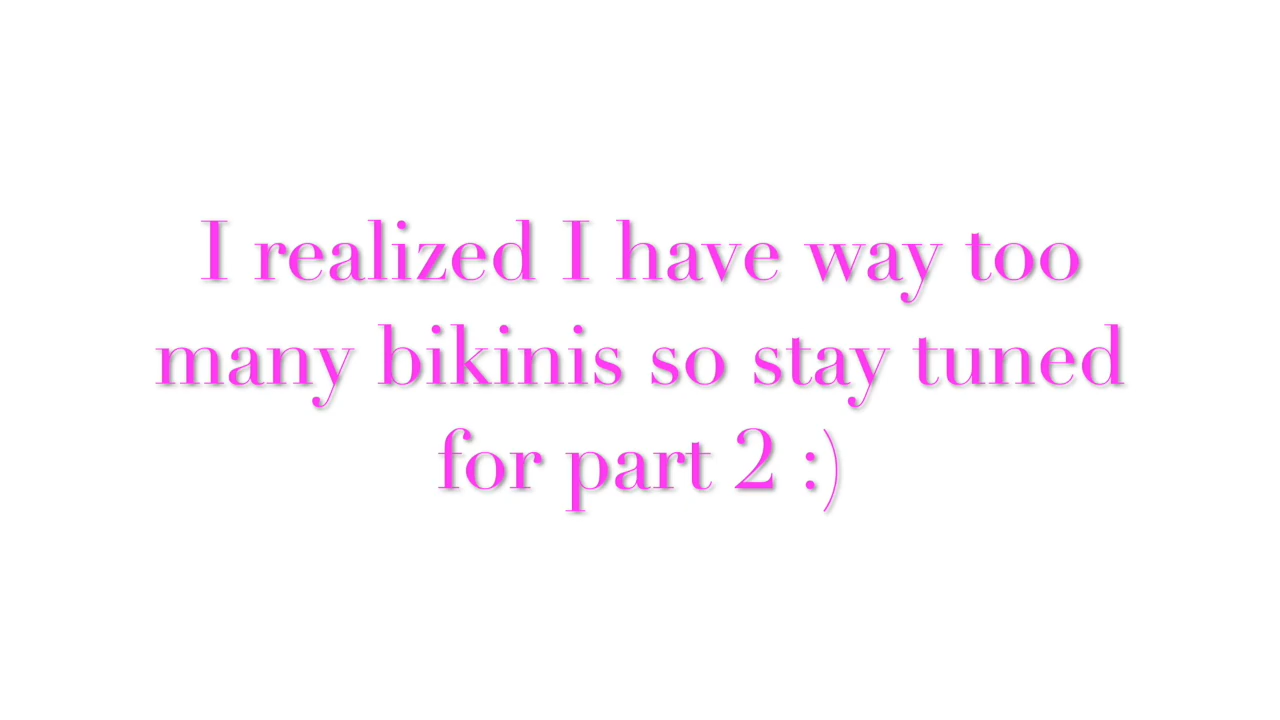 I realized I have way too
many bikinis so stay tuned
for part 2 :)